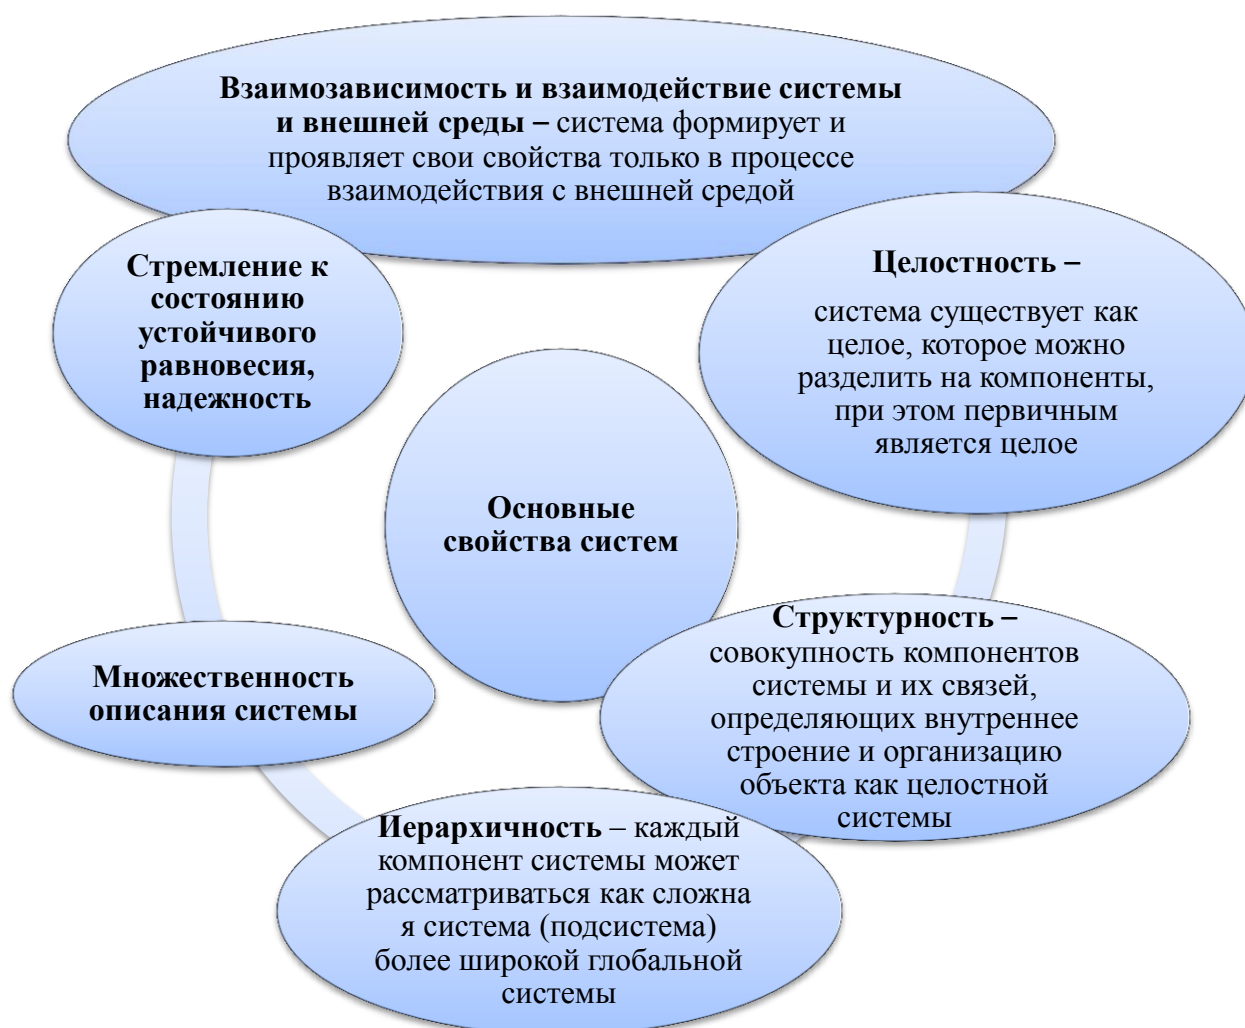 Взаимозависимость и взаимодействие системы
и внешней среды – система формирует и
проявляет свои свойства только в процессе
взаимодействия с внешней средой
Целостность –
система существует как
целое, которое можно
разделить на компоненты,
при этом первичным
является целое
Структурность –
совокупность компонентов
системы и их связей,
определяющих внутреннее
строение и организацию
объекта как целостной
системы
Иерархичность – каждый
компонент системы может
рассматриваться как сложна
я система (подсистема)
более широкой глобальной
системы
Множественность
описания системы
Стремление к
состоянию
устойчивого
равновесия,
надежность
Основные
свойства систем